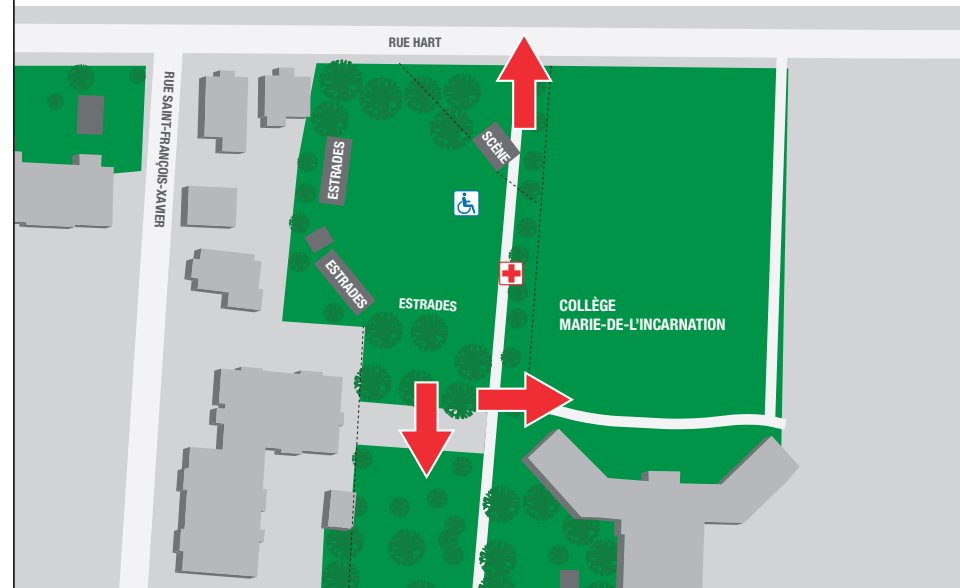 RUE HART
RUE SAINT-FRANÇOIS-XAVIER
SCÈNE
ESTRADES
ESTRADES
ESTRADES
COLLÈGE
MARIE-DE-L'INCARNATION